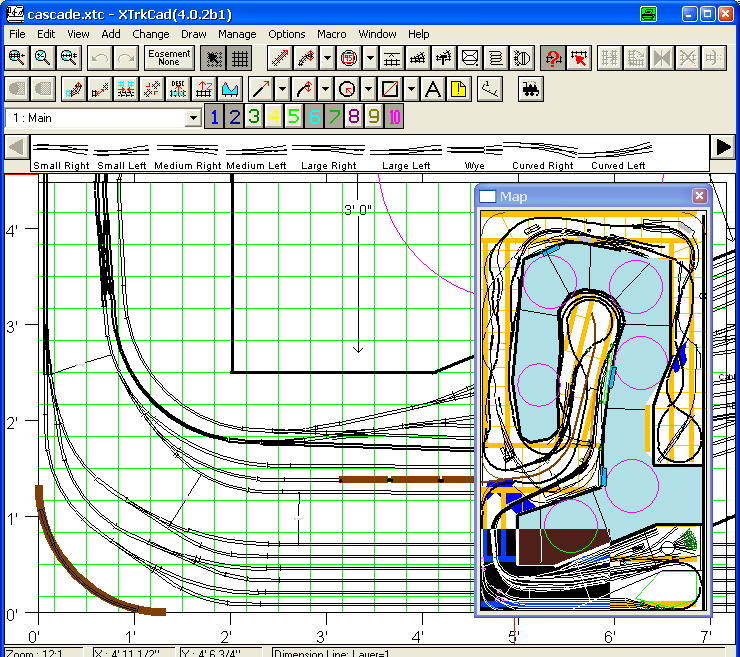 cascade.xtc - XTrkCad(4.0.2b1)
File Edit View Add Change Draw Manage Options Macro Window Help
Easement
None
DESC
1 : Main
1 2 3 4 5 6 7 8 9 10
Small Right Small Left Medium Right Medium Left Large Right Large Left Wye Curved Right Curved Left
Map
3' 0"
4'
3'
2'
1'
0'
0' 1' 2' 3' 4' 5' 6' 7'
Zoom : 12:1 X : 4' 11 1/2" Y : 4' 6 3/4" Dimension Line: Layer=1